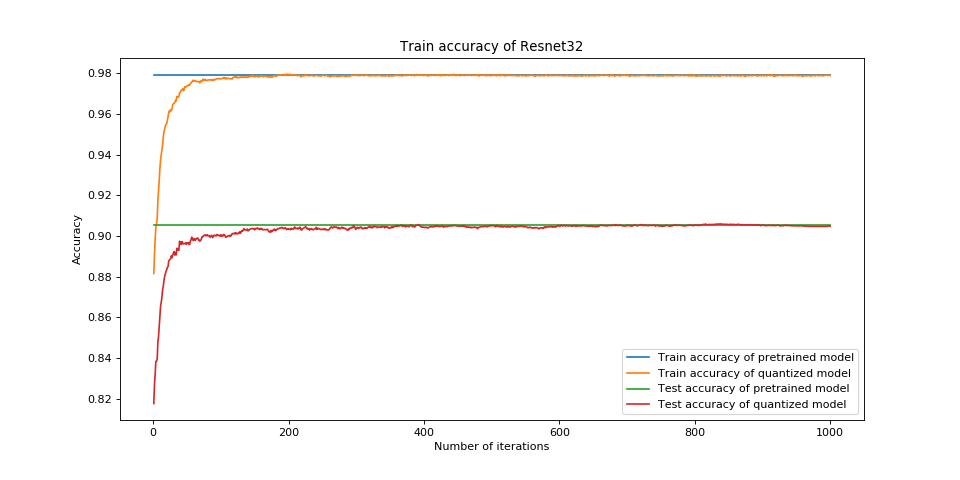 Train accuracy of Resnet32
Accuracy
0.98
0.96
0.94
0.92
0.90
0.88
0.86
0.84
0.82
Train accuracy of pretrained model
Train accuracy of quantized model
Test accuracy of pretrained model
Test accuracy of quantized model
0 200 400 600 800 1000
Number of iterations